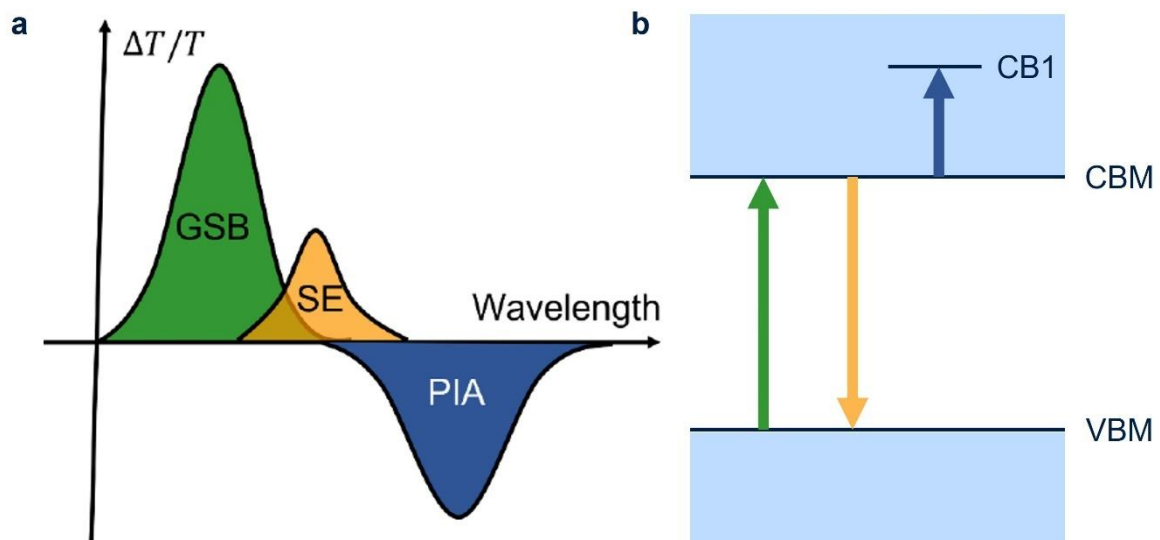 a
ΔT/T
GSB
SE
Wavelength
PIA
b
CB1
CBM
VBM